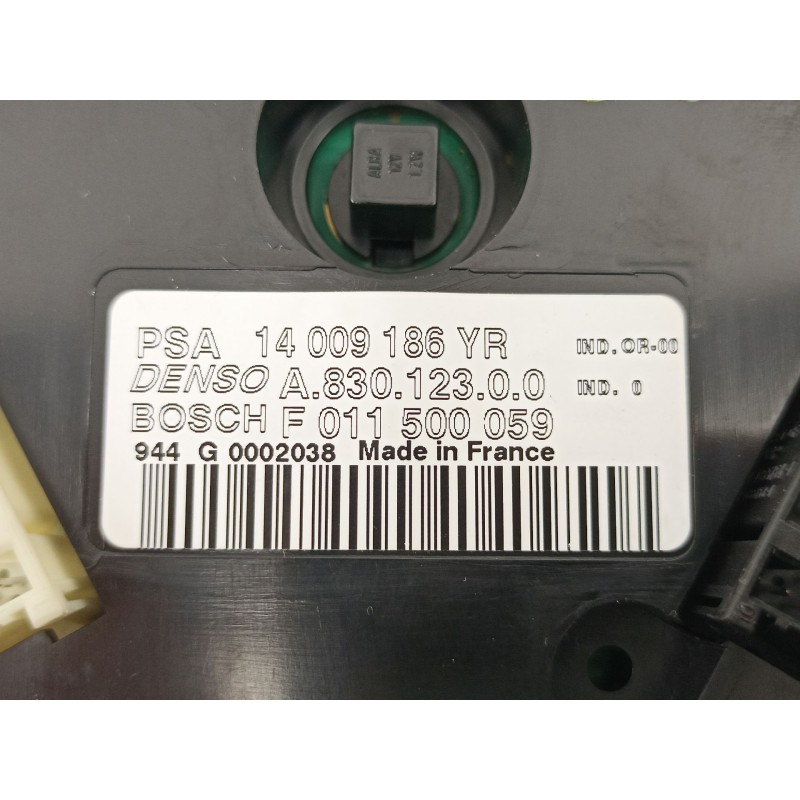 PSA 14 009 186 YR IND. OR-00
DENSO A.830.123.0.0 IND. 0
BOSCH F 011 500 059
944 G 0002038 Made in France